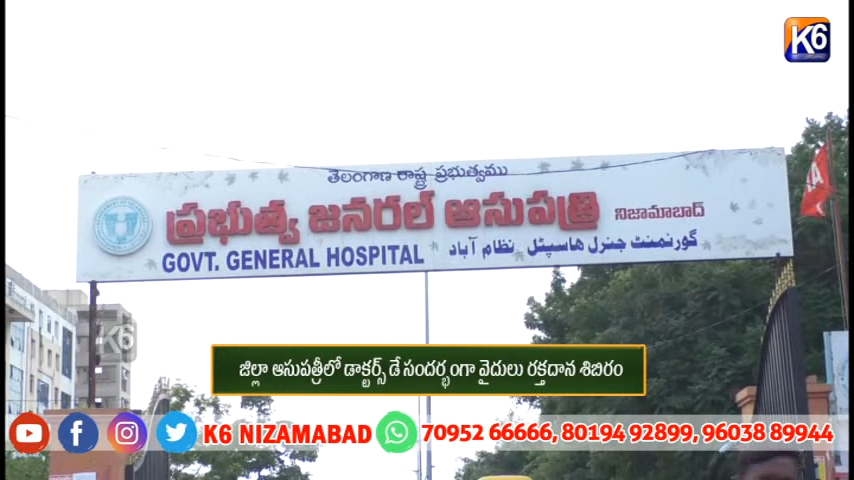 K6
తెలంగాణ రాష్ట్ర ప్రభుత్వము
ప్రభుత్వ జనరల్ ఆసుపత్రి నిజామాబాద్
GOVT. GENERAL HOSPITAL گورنمنٹ جنرل ہاسپٹل نظام آباد
K6
జిల్లా ఆసుపత్రిలో డాక్టర్స్ డే సందర్భంగా వైదులు రక్తదాన శిబిరం
K6 NIZAMABAD 70952 66666, 80194 92899, 96038 89944